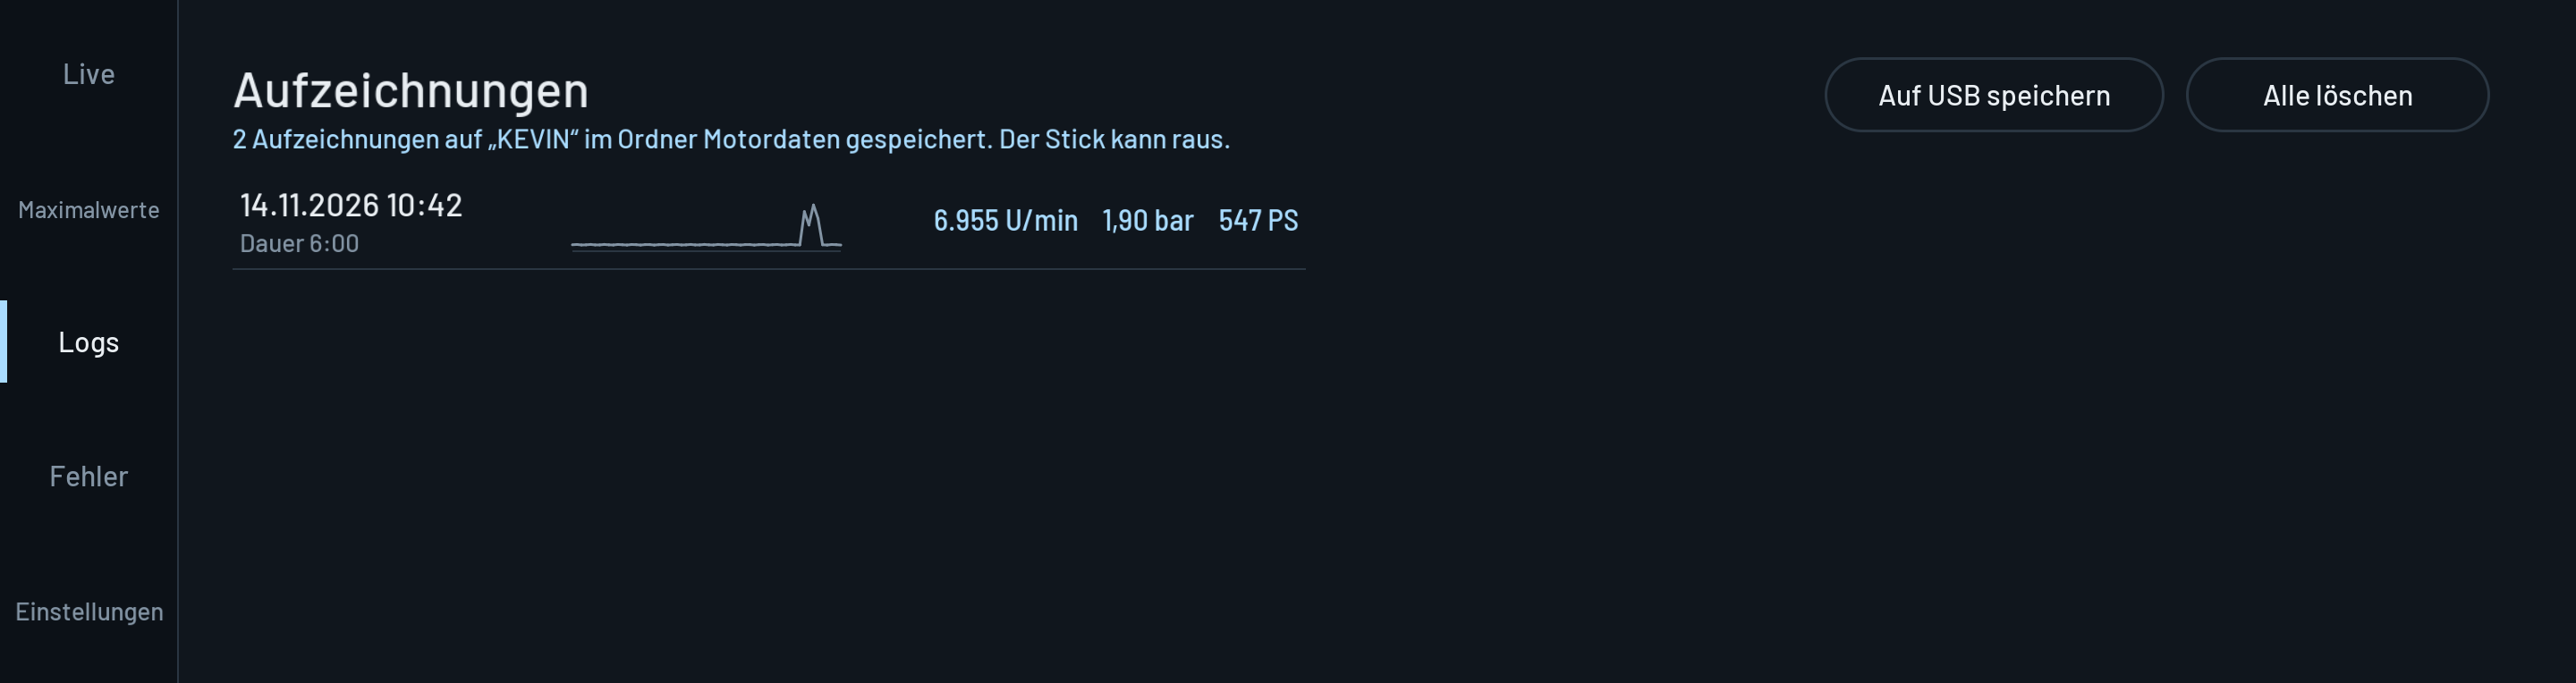 Live
Maximalwerte
Logs
Fehler
Einstellungen
Aufzeichnungen
2 Aufzeichnungen auf „KEVIN“ im Ordner Motordaten gespeichert. Der Stick kann raus.
Auf USB speichern
Alle löschen
14.11.2026 10:42
Dauer 6:00
6.955 U/min 1,90 bar 547 PS